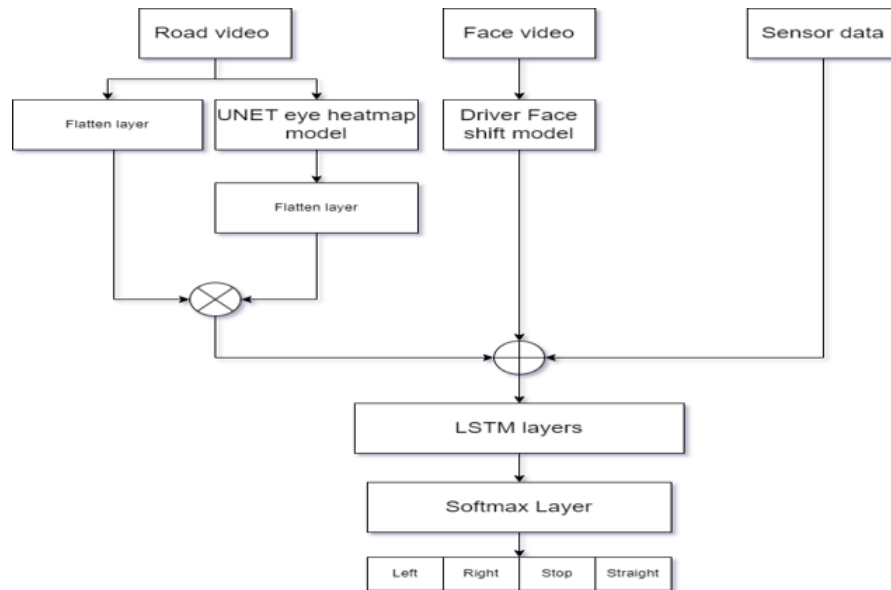 Road video
Face video
Sensor data
Flatten layer
UNET eye heatmap
model
Driver Face
shift model
Flatten layer
LSTM layers
Softmax Layer
Left
Right
Stop
Straight